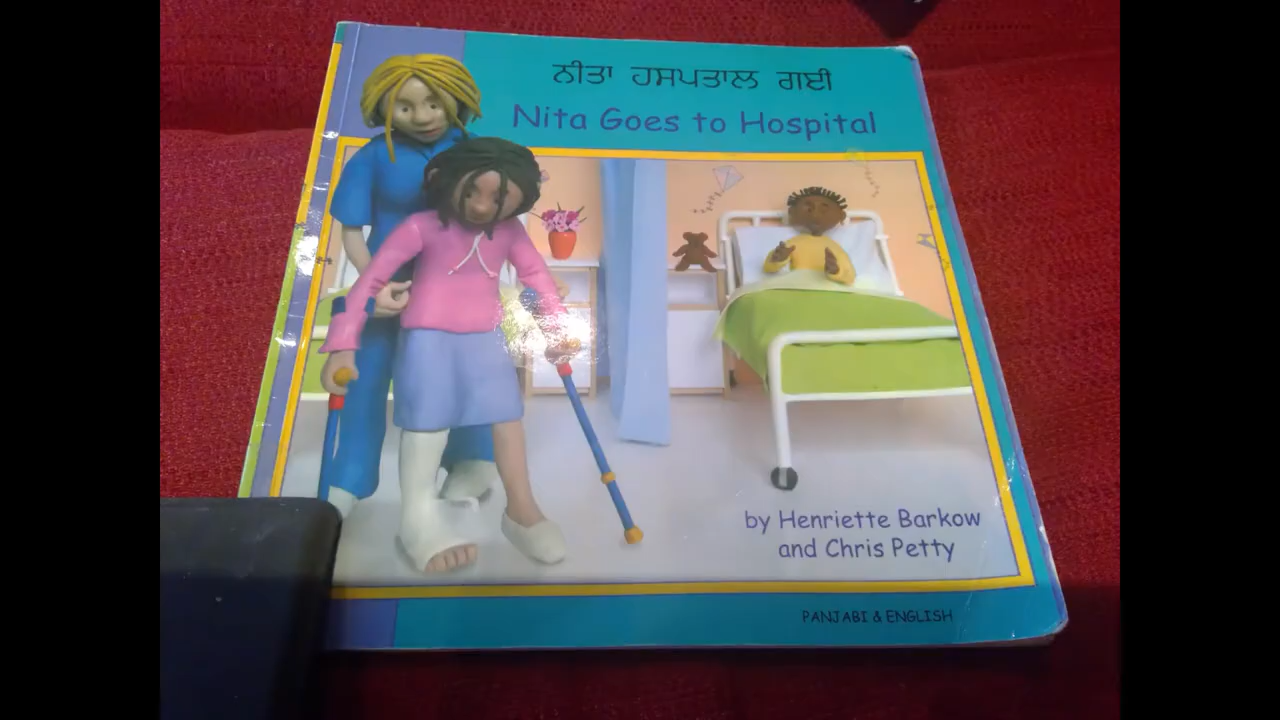 ਨੀਤਾ ਹਸਪਤਾਲ ਗਈ
Nita Goes to Hospital
by Henriette Barkow
and Chris Petty
PANJABI & ENGLISH